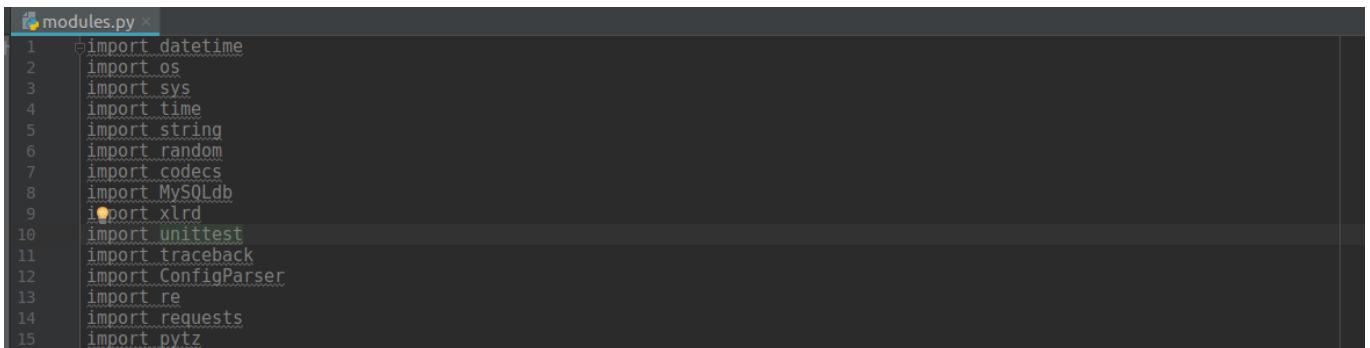 modules.py
1 import datetime
2 import os
3 import sys
4 import time
5 import string
6 import random
7 import codecs
8 import MySQLdb
9 import xlrd
10 import unittest
11 import traceback
12 import ConfigParser
13 import re
14 import requests
15 import pytz